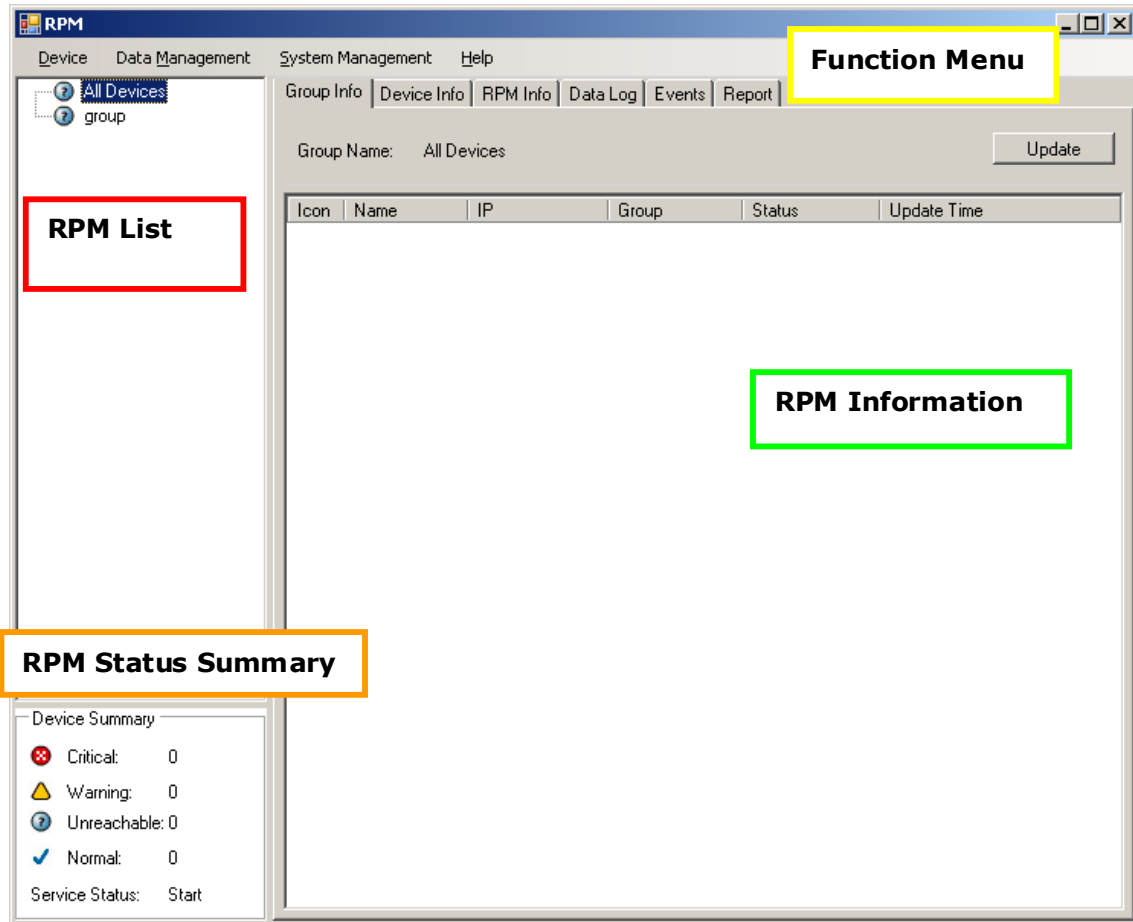 RPM
Device Data Management System Management Help
Function Menu
All Devices
group
Group Info Device Info RPM Info Data Log Events Report
Group Name: All Devices
Update
RPM List
Icon Name IP Group Status Update Time
RPM Information
RPM Status Summary
Device Summary
Critical: 0
Warning: 0
Unreachable: 0
Normal: 0
Service Status: Start